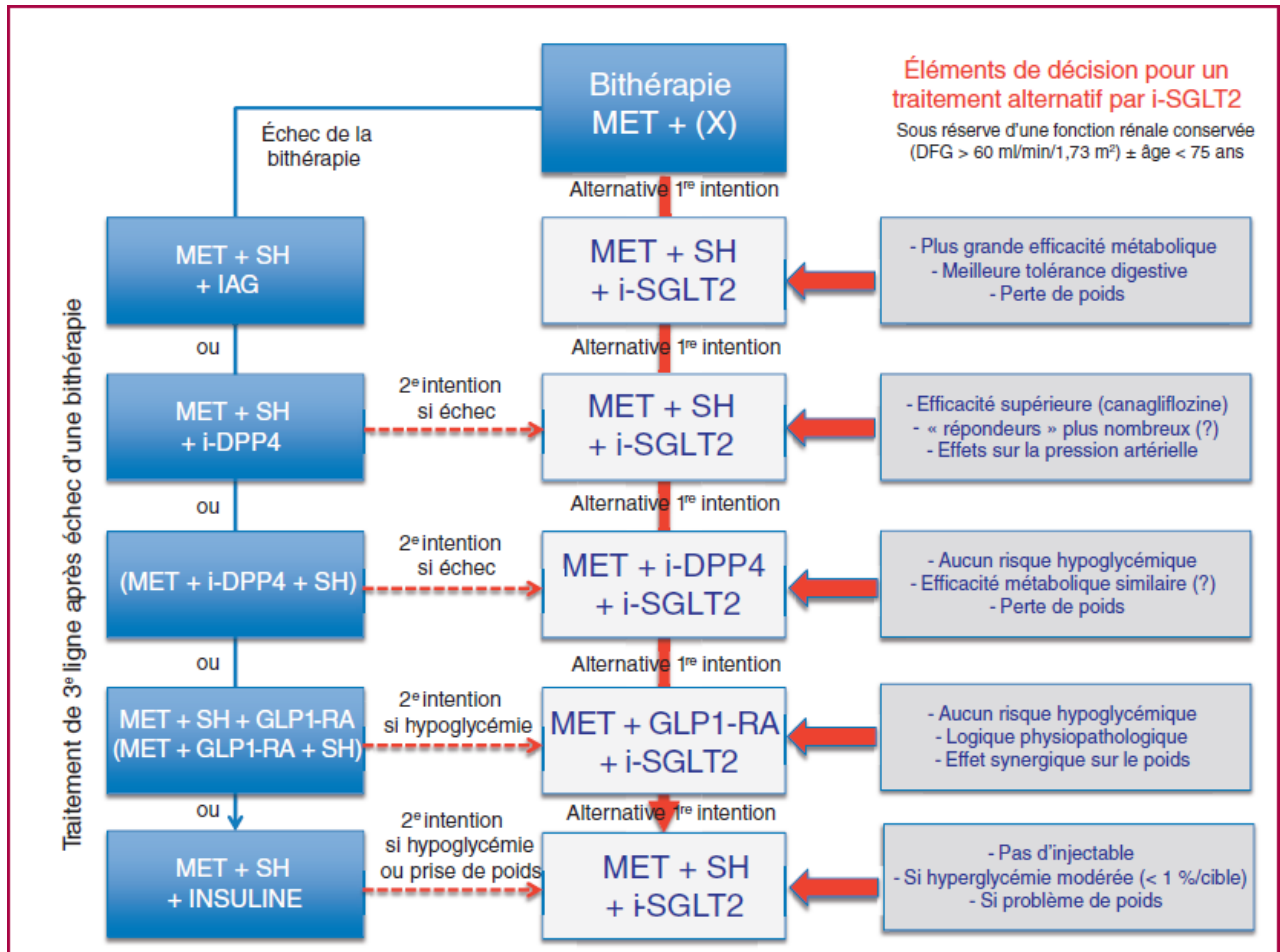 Bithérapie
MET + (X)
Éléments de décision pour un
traitement alternatif par i-SGLT2
Sous réserve d'une fonction rénale conservée
(DFG > 60 ml/min/1,73 m²) ± âge < 75 ans
Échec de la
bithérapie
Alternative 1re intention
Traitement de 3e ligne après échec d'une bithérapie
MET + SH
+ IAG
MET + SH
+ i-SGLT2
- Plus grande efficacité métabolique
- Meilleure tolérance digestive
- Perte de poids
ou
Alternative 1re intention
MET + SH
+ i-DPP4
2e intention
si échec
MET + SH
+ i-SGLT2
- Efficacité supérieure (canagliflozine)
- « répondeurs » plus nombreux (?)
- Effets sur la pression artérielle
ou
Alternative 1re intention
(MET + i-DPP4 + SH)
2e intention
si échec
MET + i-DPP4
+ i-SGLT2
- Aucun risque hypoglycémique
- Efficacité métabolique similaire (?)
- Perte de poids
ou
Alternative 1re intention
MET + SH + GLP1-RA
(MET + GLP1-RA + SH)
2e intention
si hypoglycémie
MET + GLP1-RA
+ i-SGLT2
- Aucun risque hypoglycémique
- Logique physiopathologique
- Effet synergique sur le poids
ou
Alternative 1re intention
MET + SH
+ INSULINE
2e intention
si hypoglycémie
ou prise de poids
MET + SH
+ i-SGLT2
- Pas d'injectable
- Si hyperglycémie modérée (< 1 %/cible)
- Si problème de poids